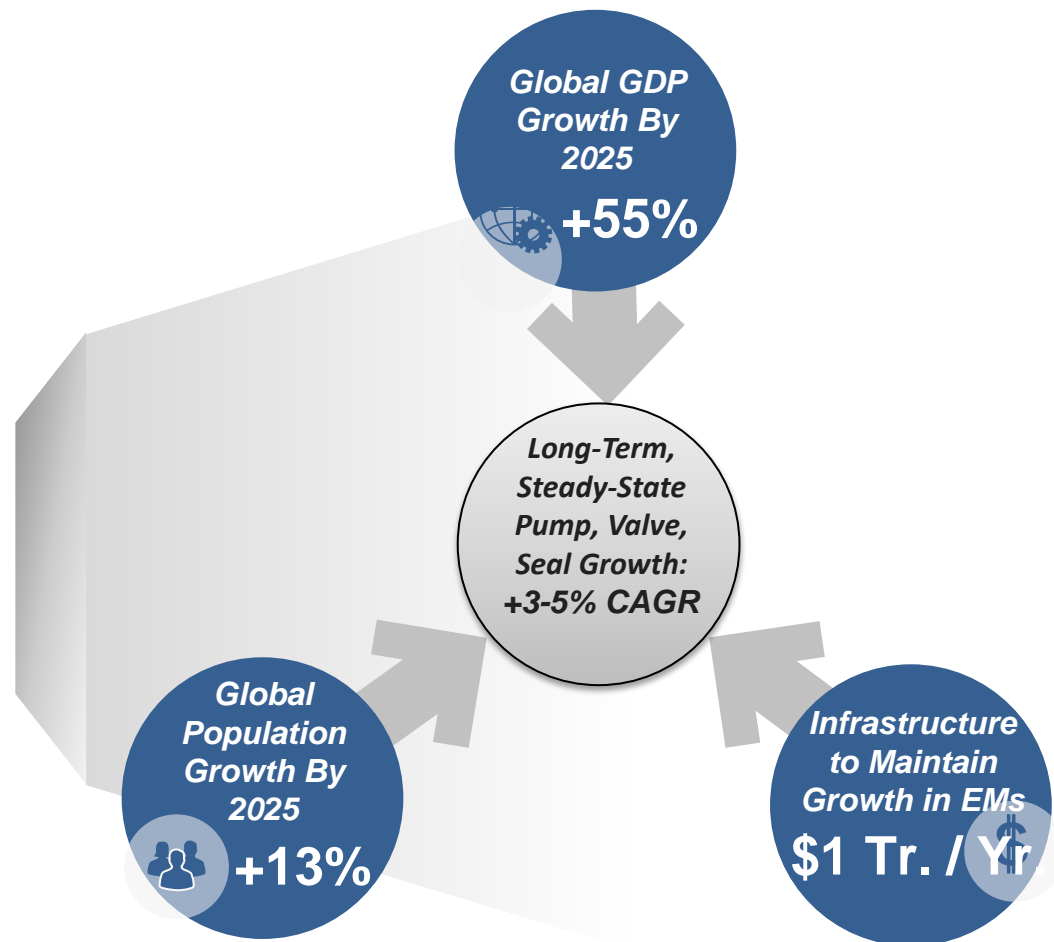 Global GDP
Growth By
2025
+55%
Long-Term,
Steady-State
Pump, Valve,
Seal Growth:
+3-5% CAGR
Global
Population
Growth By
2025
+13%
Infrastructure
to Maintain
Growth in EMs
$1 Tr. / Yr.
$